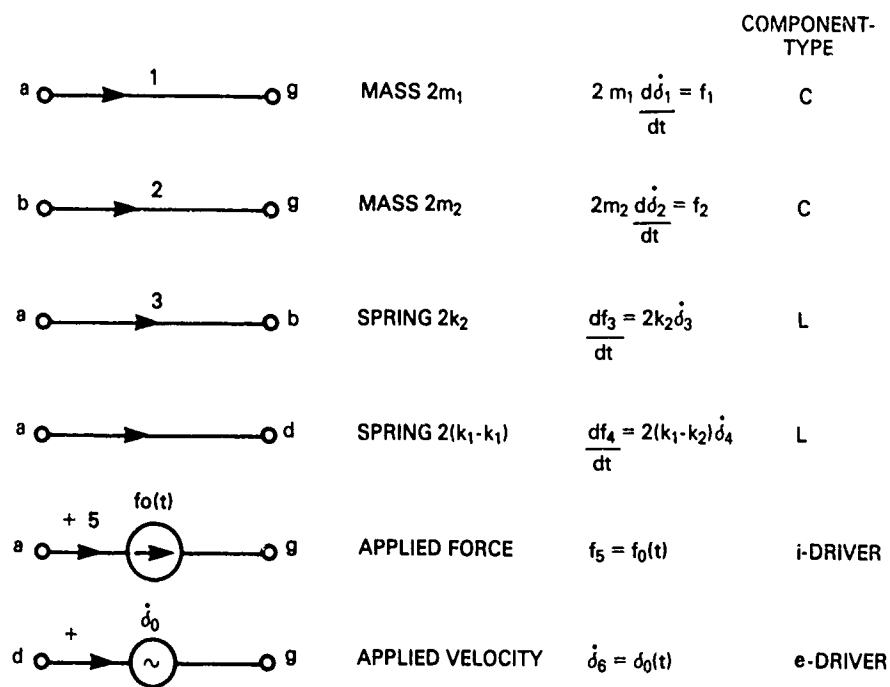 COMPONENT-
TYPE
a 1 g MASS 2m₁ 2 m₁ dδ̇₁/dt = f₁ C
b 2 g MASS 2m₂ 2m₂ dδ̇₂/dt = f₂ C
a 3 b SPRING 2k₂ df₃/dt = 2k₂δ̇₃ L
a d SPRING 2(k₁-k₁) df₄/dt = 2(k₁-k₂)δ̇₄ L
fo(t)
+ 5
a g APPLIED FORCE f₅ = f₀(t) i-DRIVER
+ δ̇₀
d ~ g APPLIED VELOCITY δ̇₆ = δ₀(t) e-DRIVER